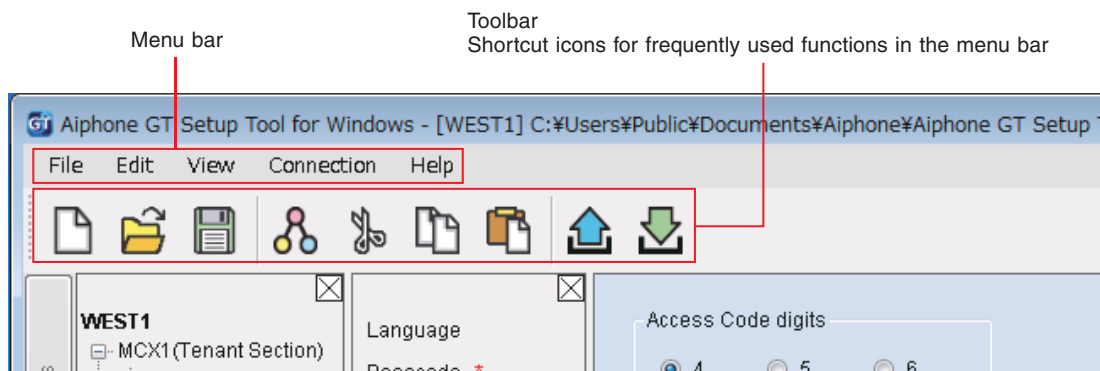 Toolbar
Menu bar
Shortcut icons for frequently used functions in the menu bar
Aiphone GT Setup Tool for Windows - [WEST1] C:¥Users¥Public¥Documents¥Aiphone¥Aiphone GT Setup
File Edit View Connection Help
WEST1
MCX1(Tenant Section)
Language
Passcode *
Access Code digits
4 5 6